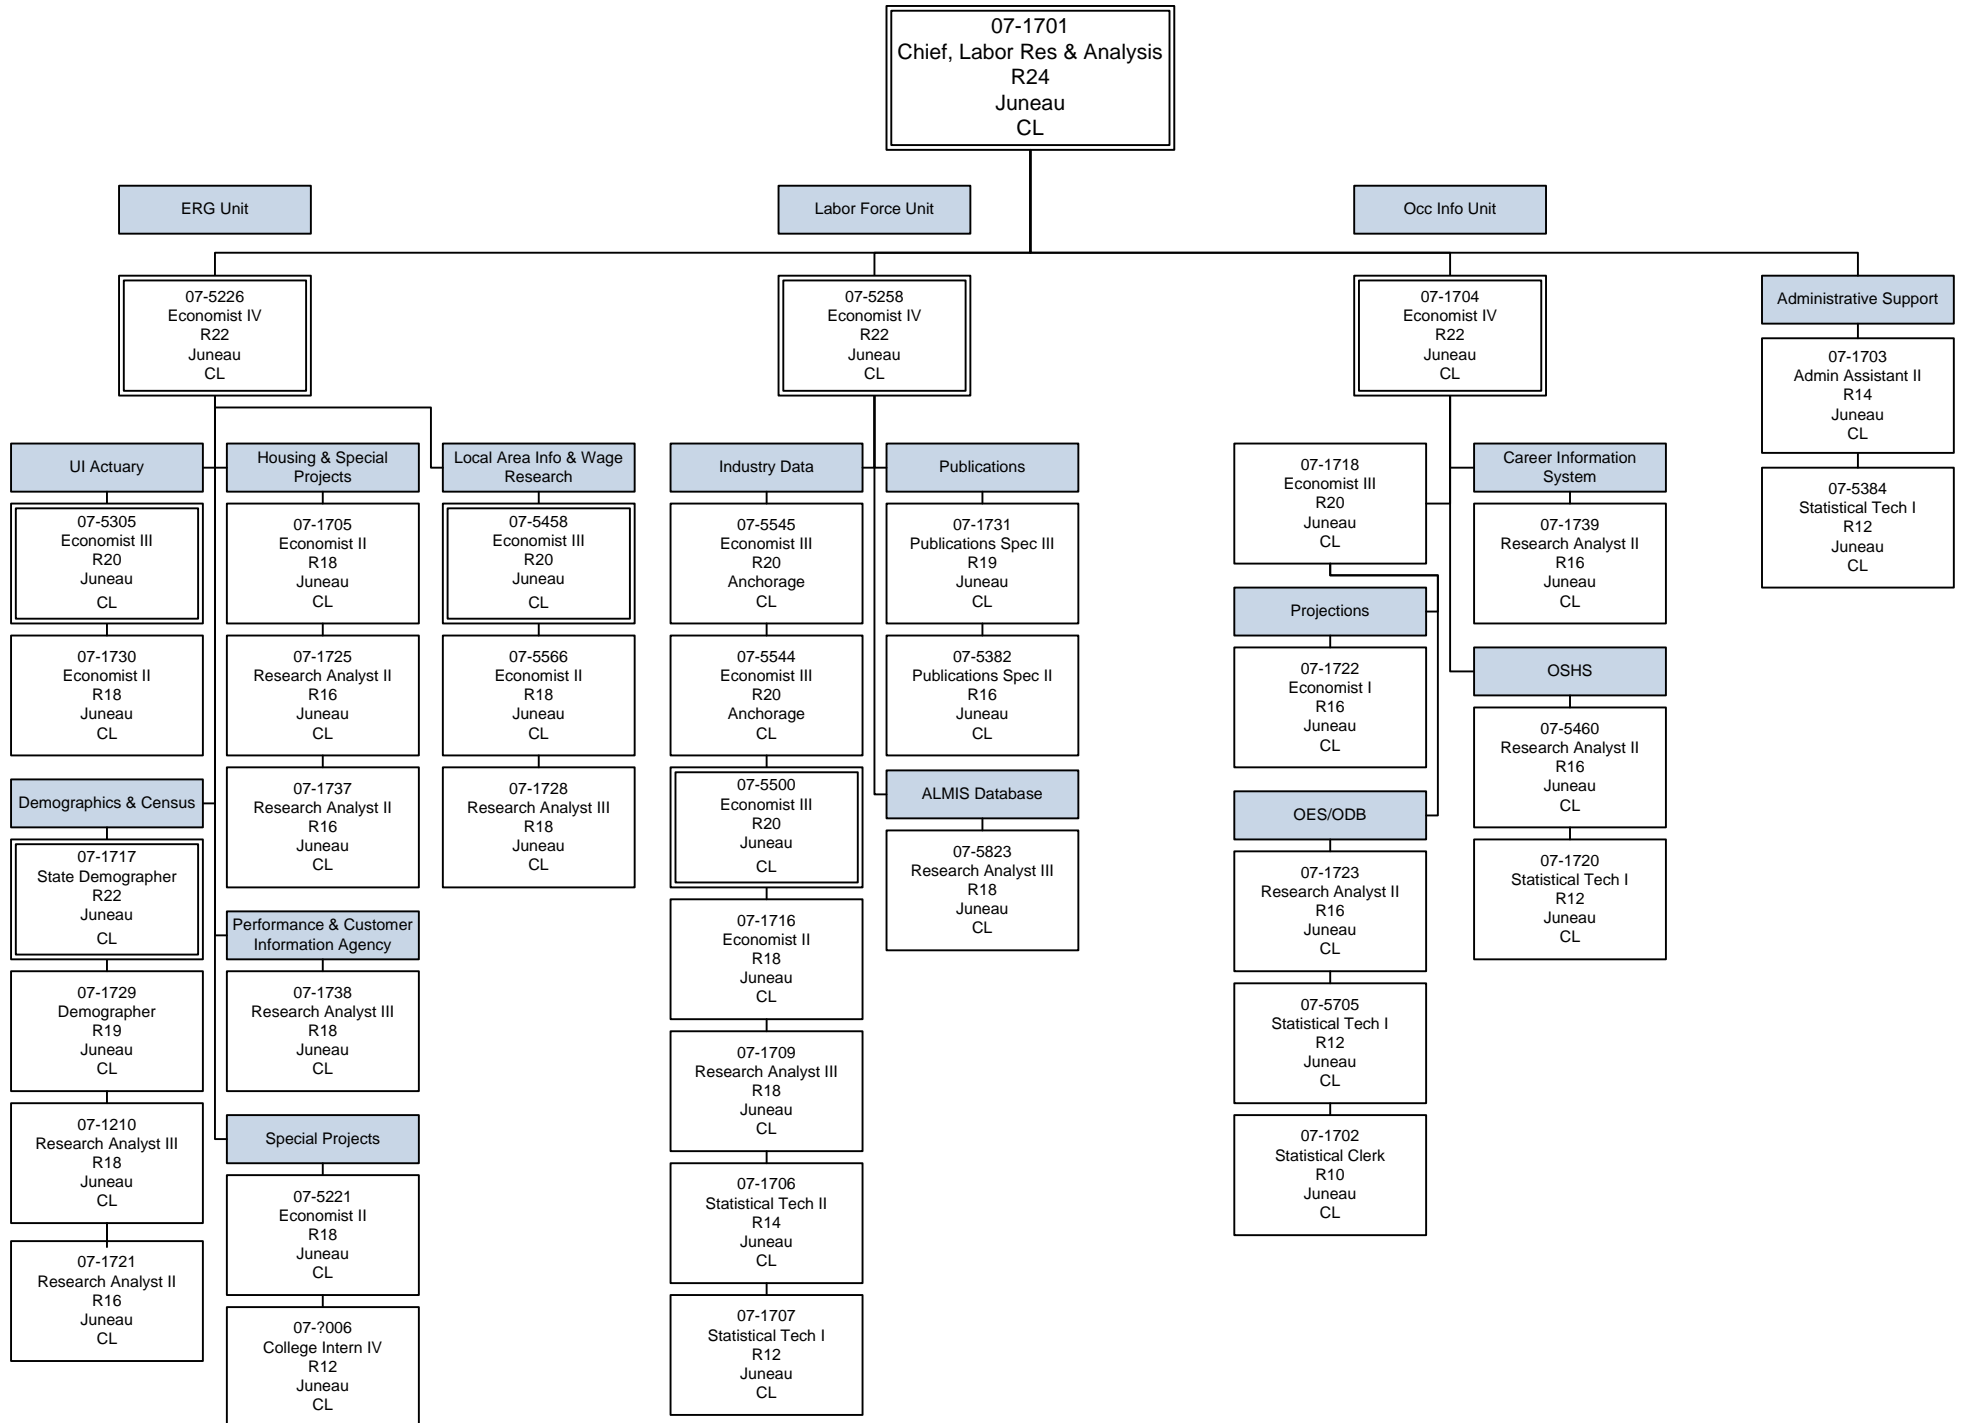 07-1701
Chief, Labor Res & Analysis
R24
Juneau
CL
ERG Unit
Labor Force Unit
Occ Info Unit
07-5226
Economist IV
R22
Juneau
CL
07-5258
Economist IV
R22
Juneau
CL
07-1704
Economist IV
R22
Juneau
CL
Administrative Support
07-1703
Admin Assistant II
R14
Juneau
CL
07-5384
Statistical Tech I
R12
Juneau
CL
UI Actuary
07-5305
Economist III
R20
Juneau
CL
07-1730
Economist II
R18
Juneau
CL
Demographics & Census
07-1717
State Demographer
R22
Juneau
CL
07-1729
Demographer
R19
Juneau
CL
07-1210
Research Analyst III
R18
Juneau
CL
07-1721
Research Analyst II
R16
Juneau
CL
Housing & Special
Projects
07-1705
Economist II
R18
Juneau
CL
07-1725
Research Analyst II
R16
Juneau
CL
07-1737
Research Analyst II
R16
Juneau
CL
Performance & Customer
Information Agency
07-1738
Research Analyst III
R18
Juneau
CL
Special Projects
07-5221
Economist II
R18
Juneau
CL
07-?006
College Intern IV
R12
Juneau
CL
Local Area Info & Wage
Research
07-5458
Economist III
R20
Juneau
CL
07-5566
Economist II
R18
Juneau
CL
07-1728
Research Analyst III
R18
Juneau
CL
Industry Data
07-5545
Economist III
R20
Anchorage
CL
07-5544
Economist III
R20
Anchorage
CL
07-5500
Economist III
R20
Juneau
CL
07-1716
Economist II
R18
Juneau
CL
07-1709
Research Analyst III
R18
Juneau
CL
07-1706
Statistical Tech II
R14
Juneau
CL
07-1707
Statistical Tech I
R12
Juneau
CL
Publications
07-1731
Publications Spec III
R19
Juneau
CL
07-5382
Publications Spec II
R16
Juneau
CL
ALMIS Database
07-5823
Research Analyst III
R18
Juneau
CL
07-1718
Economist III
R20
Juneau
CL
Projections
07-1722
Economist I
R16
Juneau
CL
OES/ODB
07-1723
Research Analyst II
R16
Juneau
CL
07-5705
Statistical Tech I
R12
Juneau
CL
07-1702
Statistical Clerk
R10
Juneau
CL
Career Information
System
07-1739
Research Analyst II
R16
Juneau
CL
OSHS
07-5460
Research Analyst II
R16
Juneau
CL
07-1720
Statistical Tech I
R12
Juneau
CL